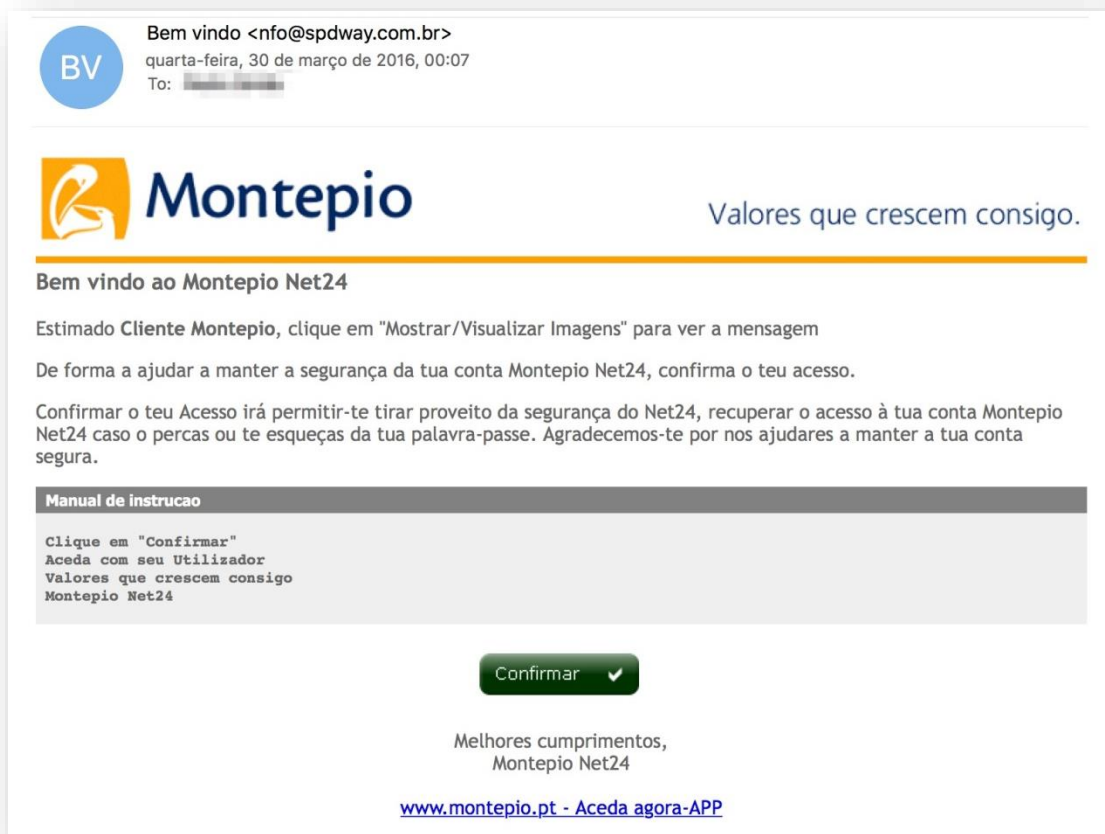 BV
Bem vindo <nfo@spdway.com.br>
quarta-feira, 30 de março de 2016, 00:07
To:
Montepio
Valores que crescem consigo.
Bem vindo ao Montepio Net24
Estimado Cliente Montepio, clique em "Mostrar/Visualizar Imagens" para ver a mensagem
De forma a ajudar a manter a segurança da tua conta Montepio Net24, confirma o teu acesso.
Confirmar o teu Acesso irá permitir-te tirar proveito da segurança do Net24, recuperar o acesso à tua conta Montepio
Net24 caso o percas ou te esqueças da tua palavra-passe. Agradecemos-te por nos ajudares a manter a tua conta
segura.
Manual de instrucao
Clique em "Confirmar"
Aceda com seu Utilizador
Valores que crescem consigo
Montepio Net24
Confirmar
Melhores cumprimentos,
Montepio Net24
www.montepio.pt - Aceda agora-APP